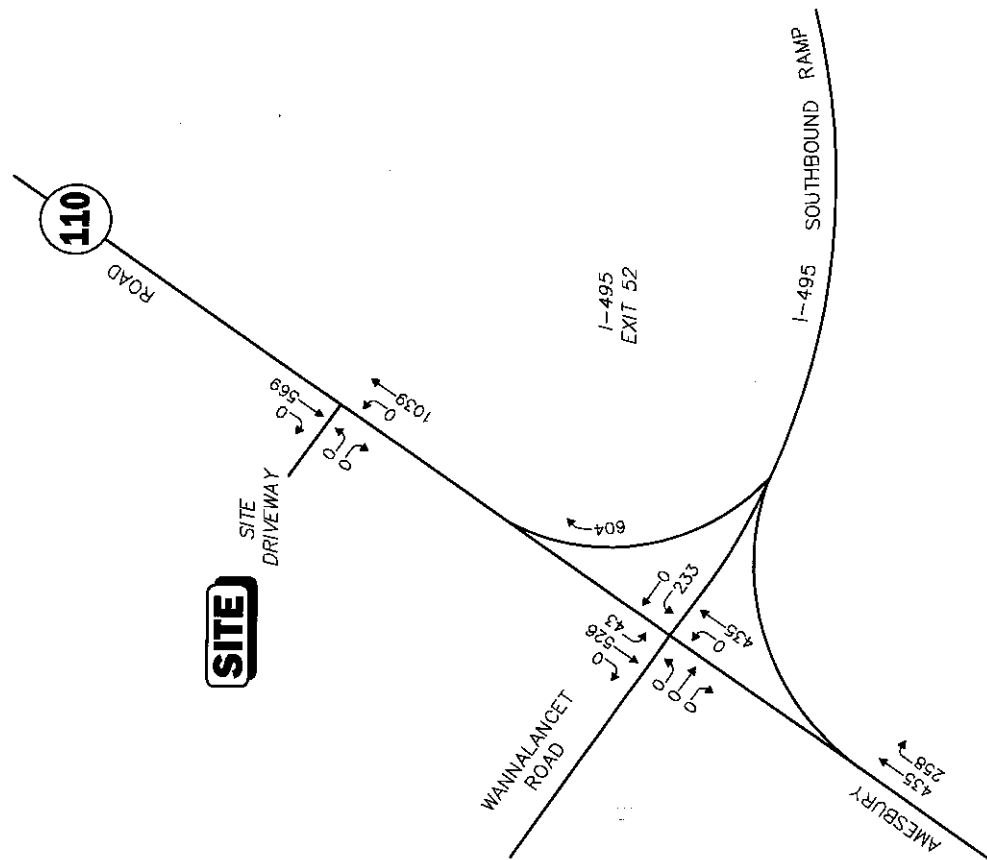 110
ROAD
0
569
0
0
0
1039
SITE
DRIVEWAY
SITE
I-495
EXIT 52
I-495 SOUTHBOUND RAMP
604
0
233
0
526
43
0
435
0
0
0
WANNALANCET
ROAD
435
258
AMESBURY